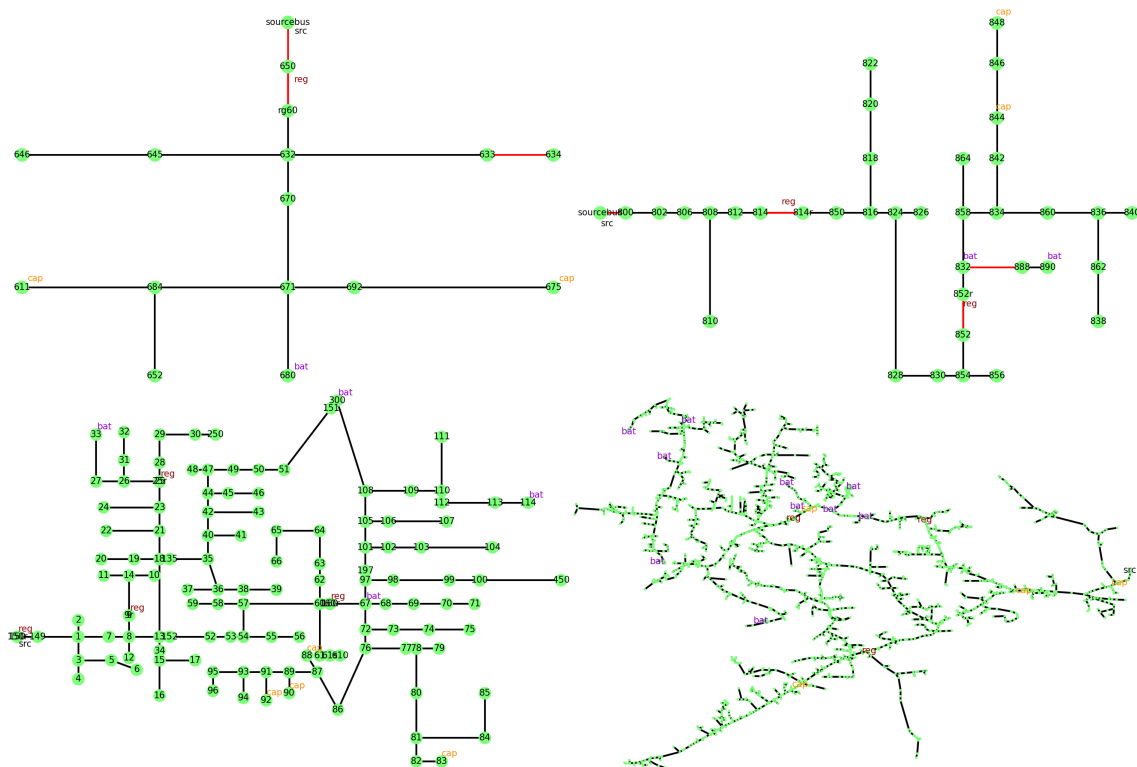 sourcebus
src
650
reg
rg60
646 645 632 633 634
670
cap cap
611 684 671 692 675
bat
652 680
cap
848
822 846
820 cap
844
818 864 842
reg
sourcebus 800 802 806 808 812 814 814r 850 816 824 826 858 834 860 836 840
src
bat bat
832 888 890 862
852r
reg
810 838
852
828 830 854 856
bat
300
151
bat
33 32 29 30 250 111
31 28 48 47 49 50 51
reg
27 26 25r
108 109 110
44 45 46 bat
112 113 114
24 23 42 43
22 21 65 64 105 106 107
40 41
66 101 102 103 104
20 19 18 135 35 63
197
11 14 10 62 97 98 99 100 450
37 36 38 39
reg bat
59 58 57 60 67 68 69 70 71
reg
2
72 73 74 75
reg
149 1 7 8 13 152 52 53 54 55 56
src
34 76 77 78 79
cap
12 88 61 610
3 5 15 17
6 95 93 91 89 87
4
cap cap
16 96 94 92 90 80 85
86
81 84
cap
82 83
bat bat
bat
bat bat
bat cap bat bat
reg reg
bat
src
cap
cap
bat
reg
cap